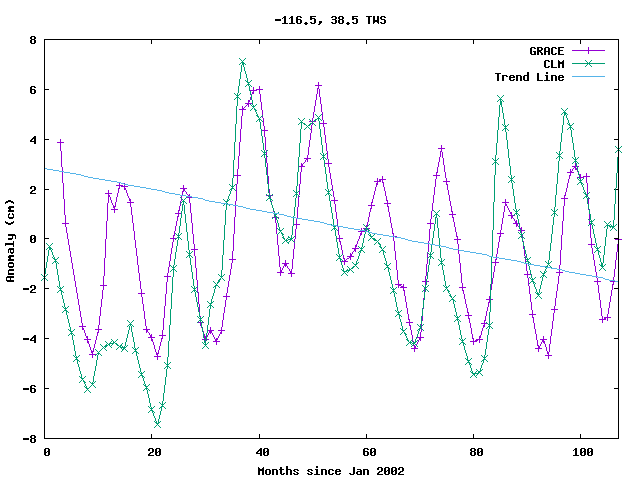 -116.5, 38.5 TWS
GRACE
CLM
Trend Line
8
6
4
2
0
-2
-4
-6
-8
Anomaly (cm)
0 20 40 60 80 100
Months since Jan 2002